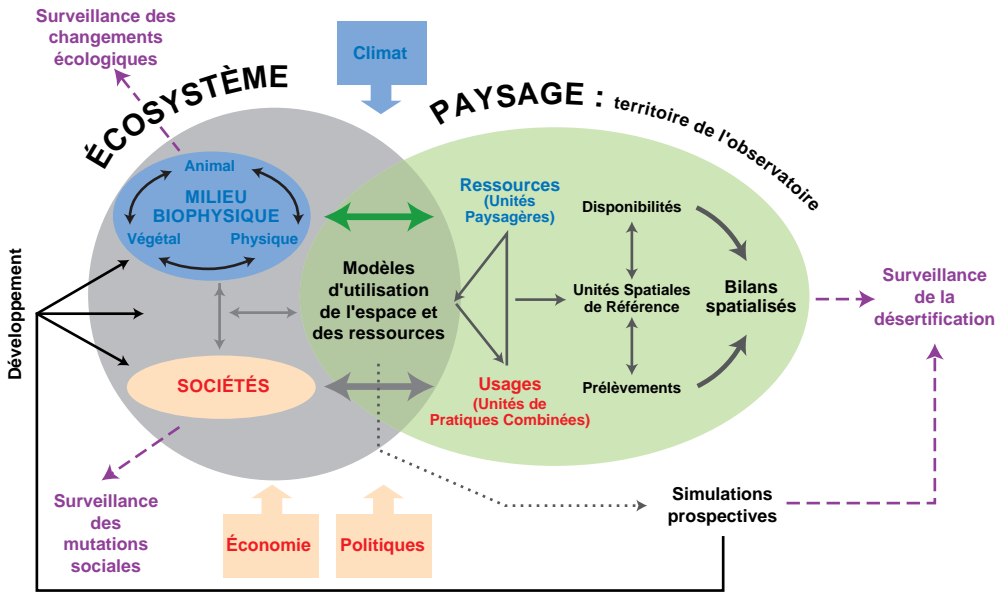 Surveillance des
changements
écologiques
ÉCOSYSTÈME
Climat
PAYSAGE : territoire de l'observatoire
Animal
MILIEU
BIOPHYSIQUE
Végétal
Physique
Ressources
(Unités
Paysagères)
Disponibilités
Modèles
d'utilisation
de l'espace et
des ressources
Unités Spatiales
de Référence
Bilans
spatialisés
Surveillance
de la
désertification
Développement
SOCIÉTÉS
Usages
(Unités de
Pratiques Combinées)
Prélèvements
Surveillance
des
mutations
sociales
Économie
Politiques
Simulations
prospectives